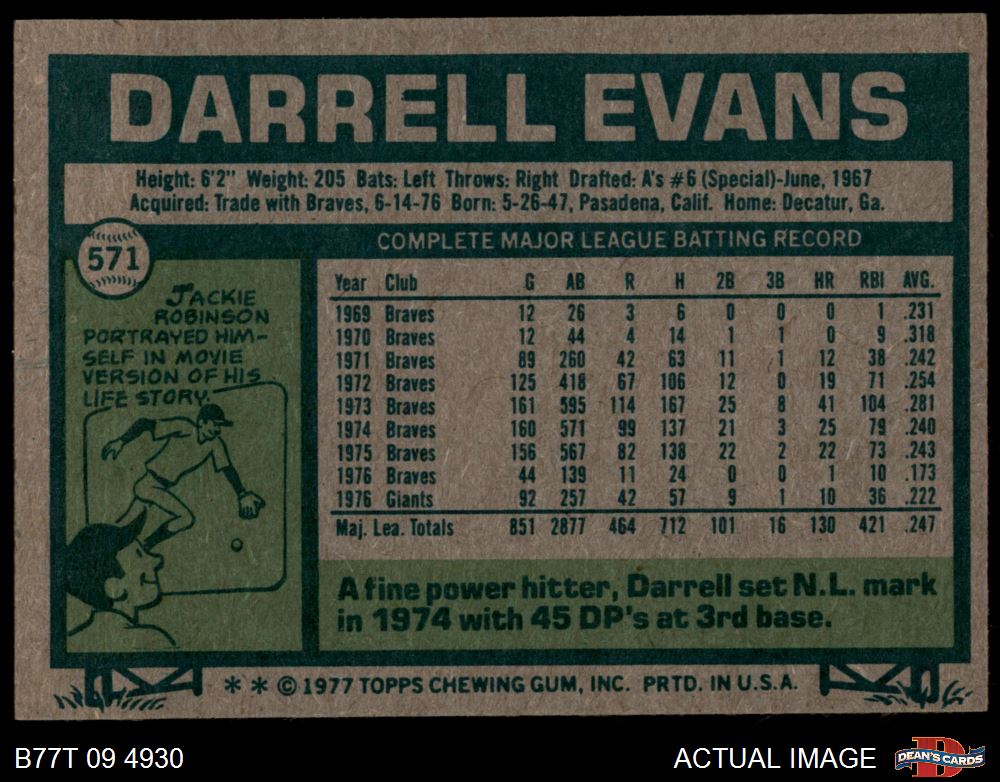 DARRELL EVANS
Height: 6'2" Weight: 205 Bats: Left Throws: Right Drafted: A's #6 (Special)-June, 1967
Acquired: Trade with Braves, 6-14-76 Born: 5-26-47, Pasadena, Calif. Home: Decatur, Ga.
571
JACKIE
ROBINSON
PORTRAYED HIM-
SELF IN MOVIE
VERSION OF HIS
LIFE STORY.
COMPLETE MAJOR LEAGUE BATTING RECORD
Year Club G AB R H 2B 3B HR RBI AVG.
1969 Braves 12 26 3 6 0 0 0 1 .231
1970 Braves 12 44 4 14 1 1 0 9 .318
1971 Braves 89 260 42 63 11 1 12 38 .242
1972 Braves 125 418 67 106 12 0 19 71 .254
1973 Braves 161 595 114 167 25 8 41 104 .281
1974 Braves 160 571 99 137 21 3 25 79 .240
1975 Braves 156 567 82 138 22 2 22 73 .243
1976 Braves 44 139 11 24 0 0 1 10 .173
1976 Giants 92 257 42 57 9 1 10 36 .222
Maj. Lea. Totals 851 2877 464 712 101 16 130 421 .247
A fine power hitter, Darrell set N.L. mark
in 1974 with 45 DP's at 3rd base.
* * © 1977 TOPPS CHEWING GUM, INC. PRTD. IN U.S.A.
B77T 09 4930
ACTUAL IMAGE
D
DEAN'S CARDS